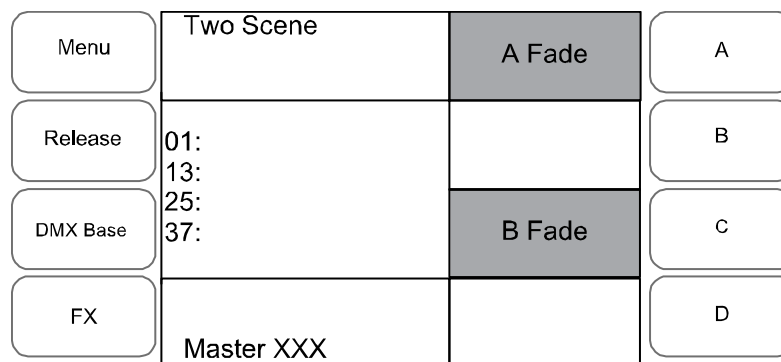 Menu
Two Scene
A Fade
A
Release
01:
13:
B
DMX Base
25:
37:
B Fade
C
FX
Master XXX
D